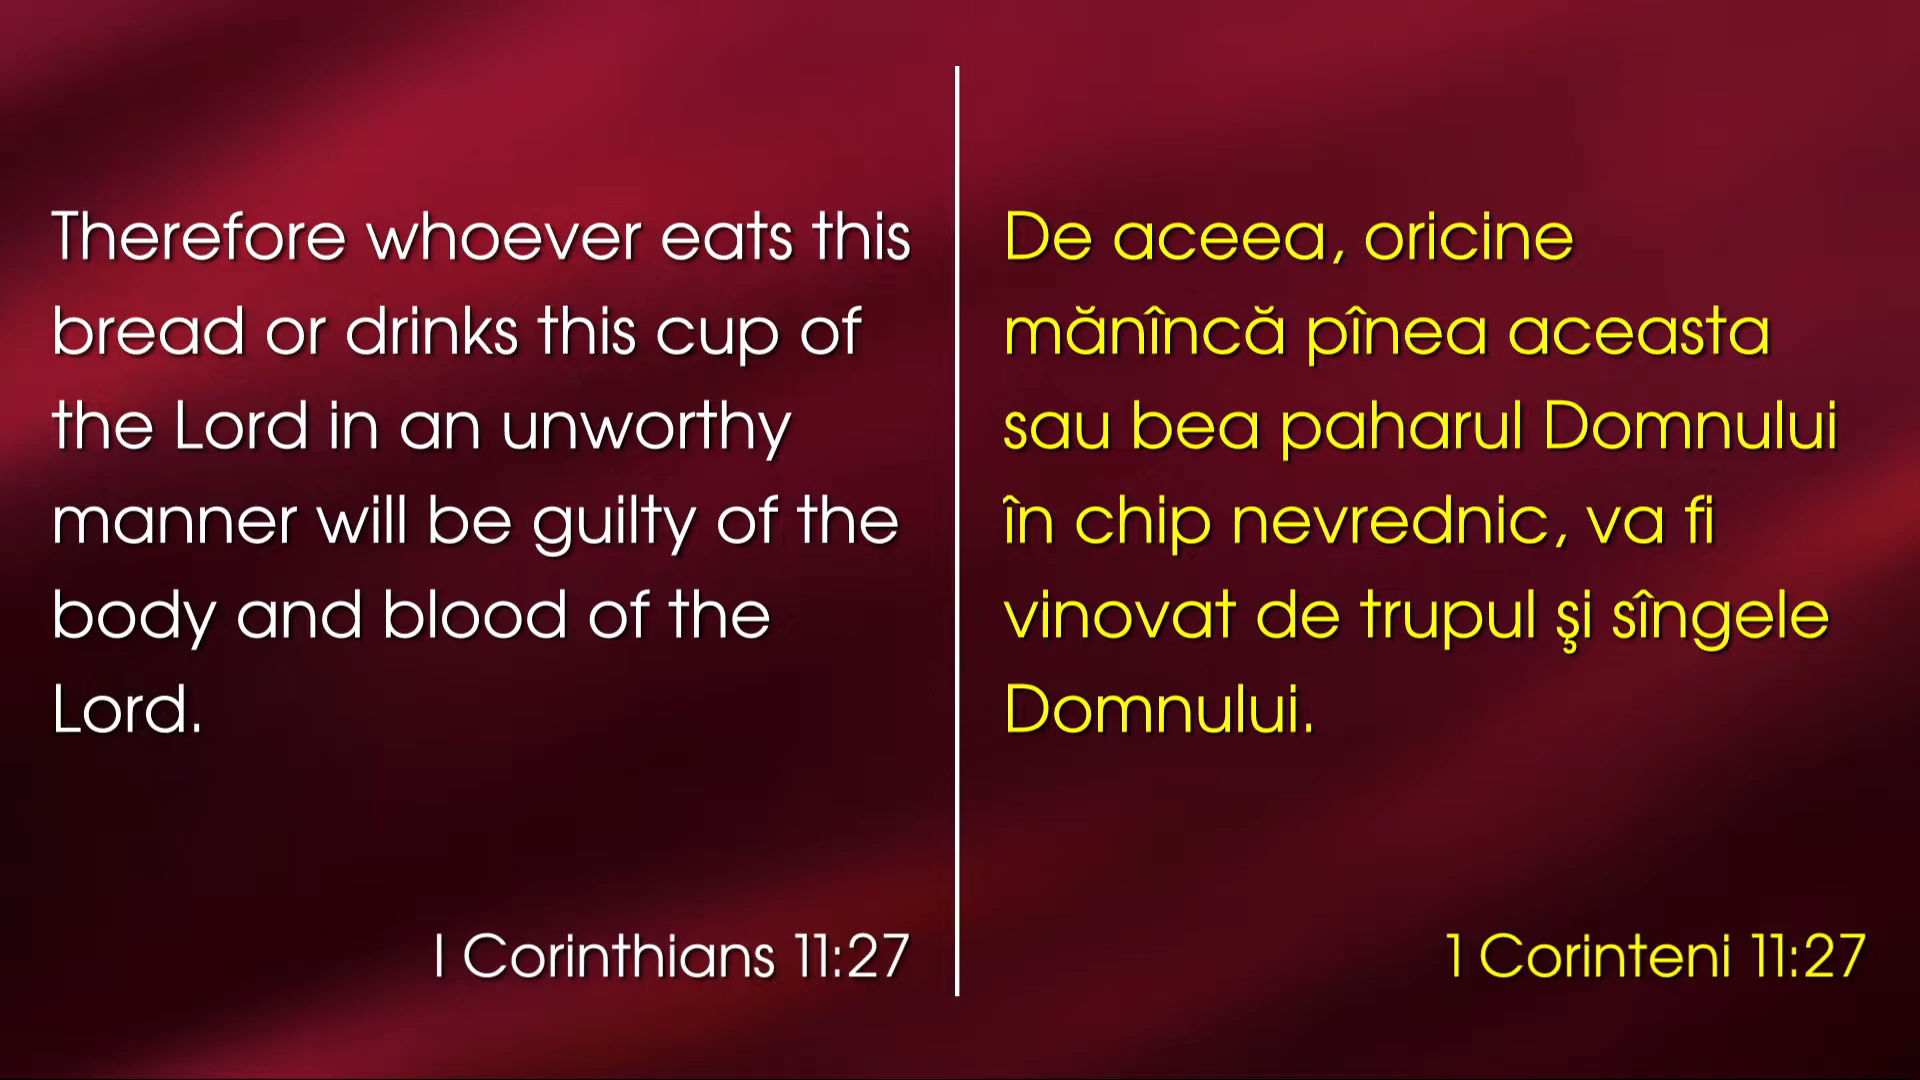 Therefore whoever eats this
bread or drinks this cup of
the Lord in an unworthy
manner will be guilty of the
body and blood of the
Lord.
I Corinthians 11:27
De aceea, oricine
mănîncă pînea aceasta
sau bea paharul Domnului
în chip nevrednic, va fi
vinovat de trupul şi sîngele
Domnului.
1 Corinteni 11:27